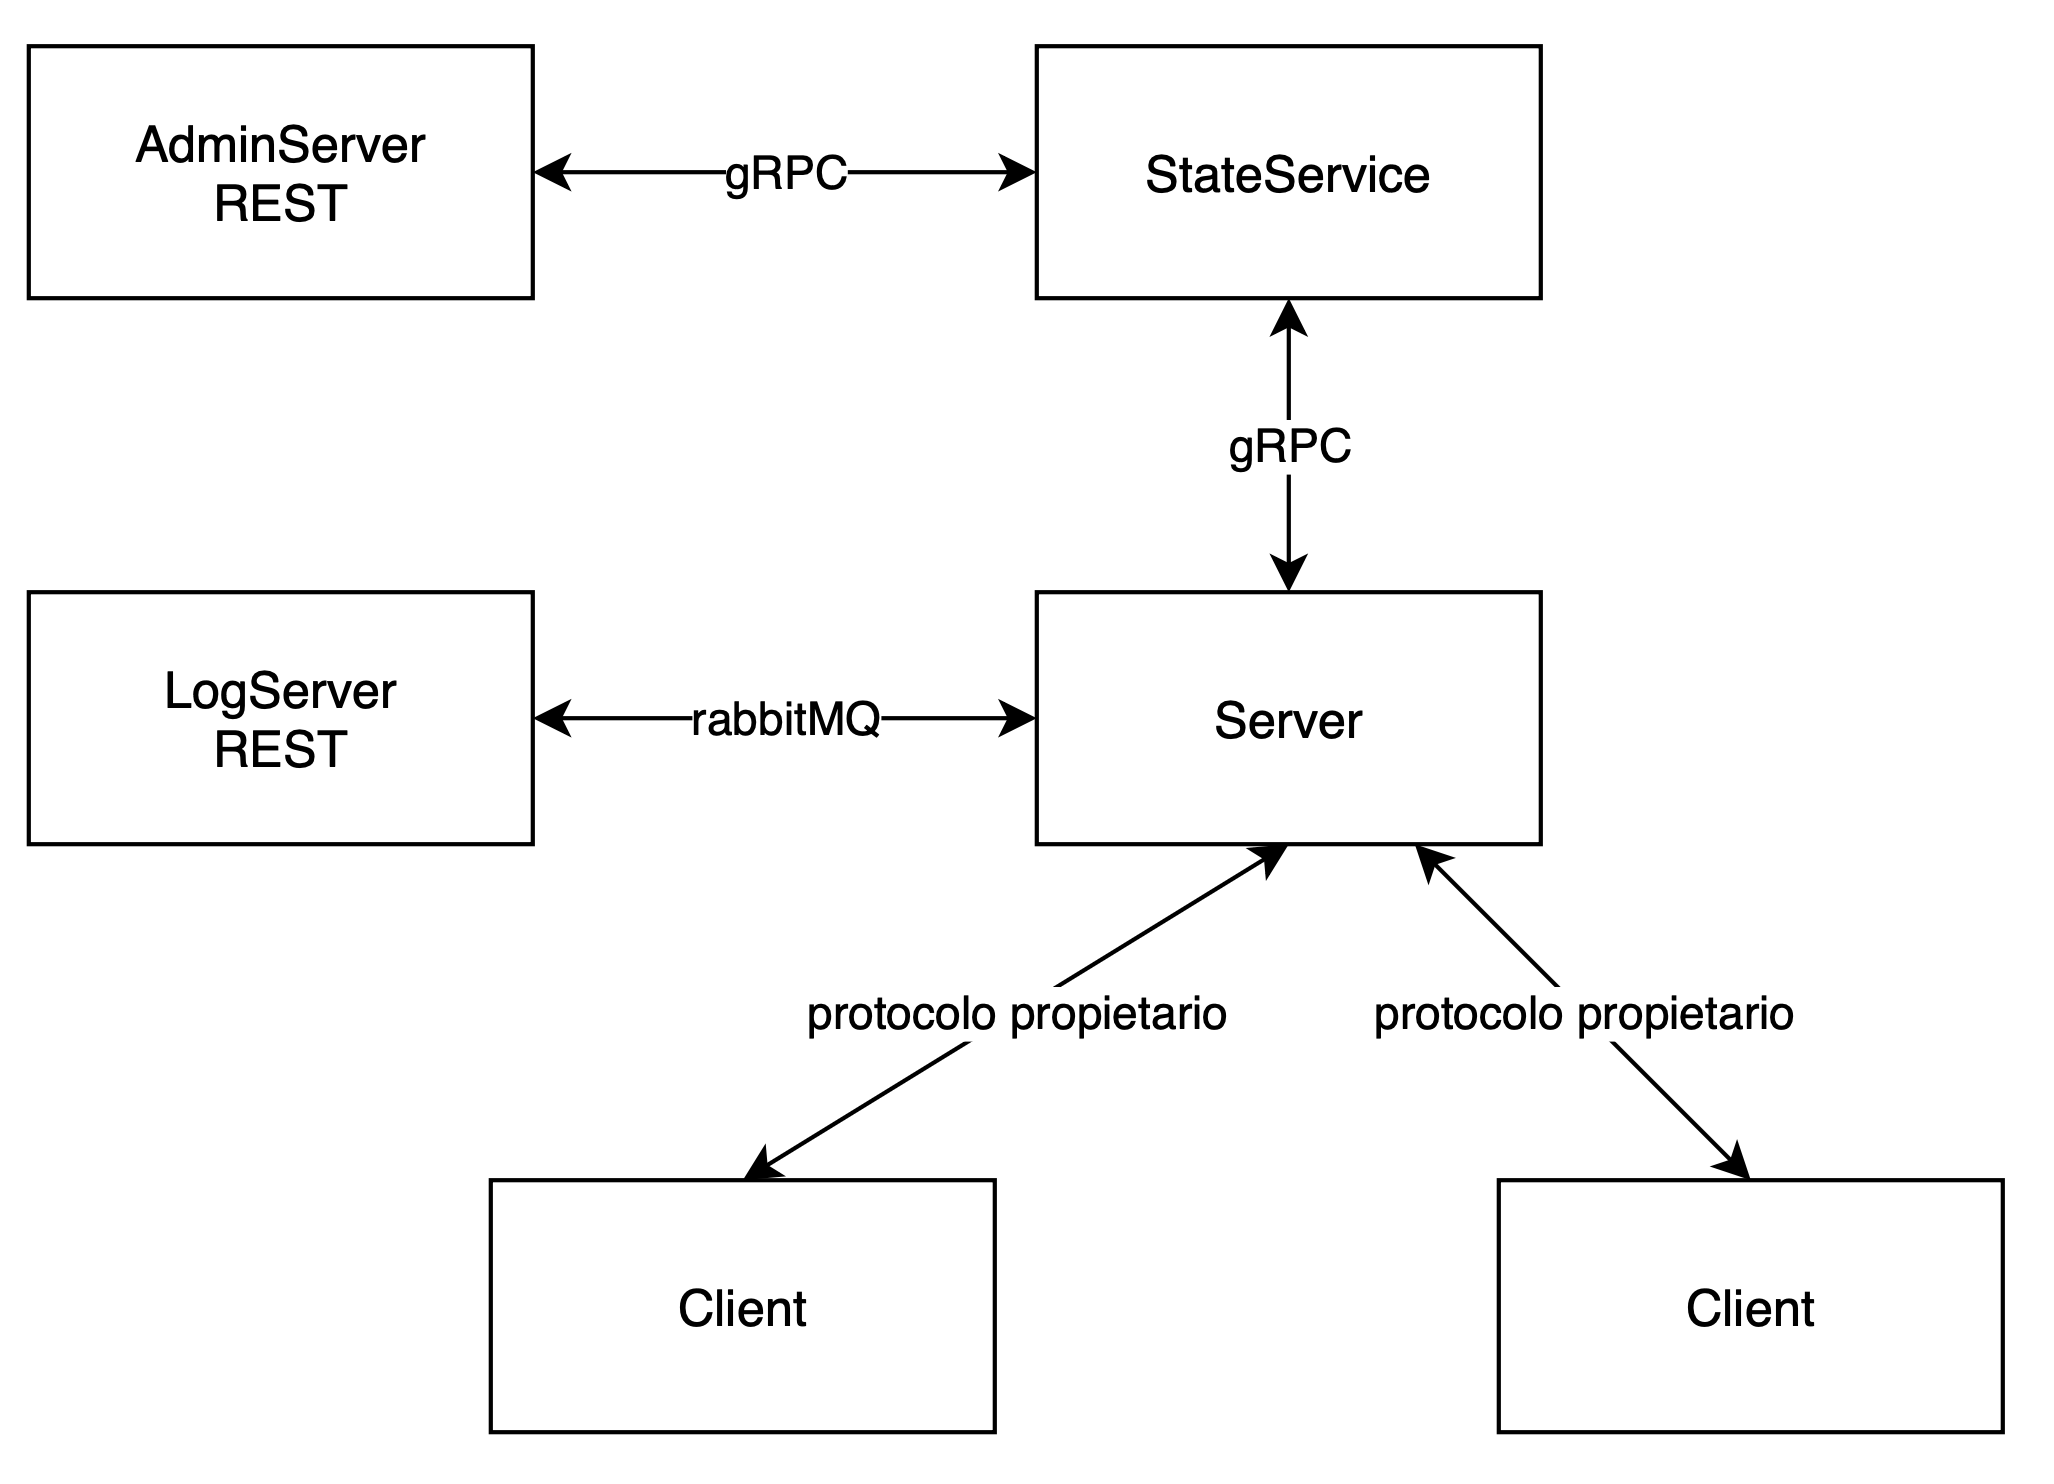 AdminServer
REST
gRPC
StateService
gRPC
LogServer
REST
rabbitMQ
Server
protocolo propietario
protocolo propietario
Client
Client